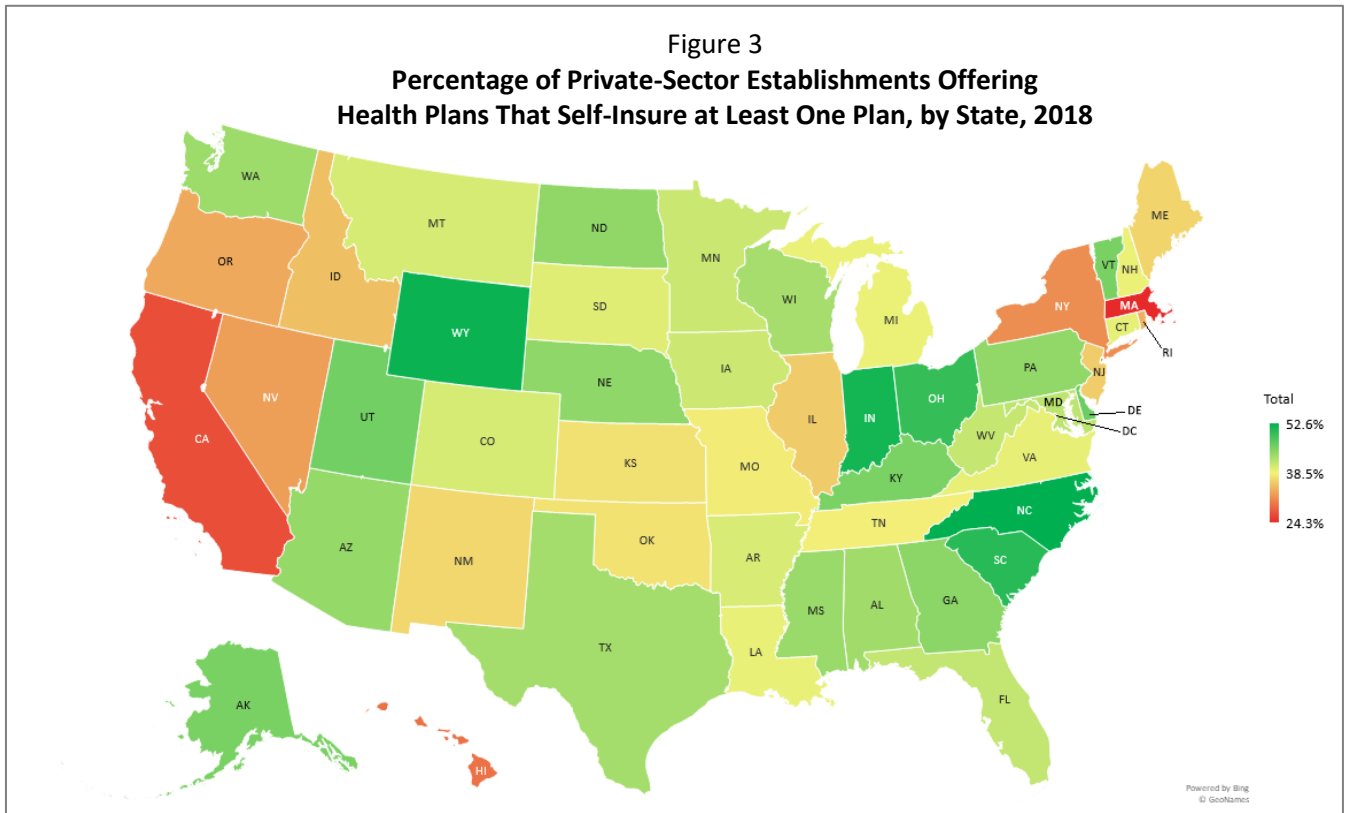 Figure 3
Percentage of Private-Sector Establishments Offering
Health Plans That Self-Insure at Least One Plan, by State, 2018
WA
MT
ND
MN
ME
OR
ID
SD
WI
MI
VT
NH
NY
MA
CT
RI
WY
IA
NE
PA
NJ
NV
UT
CO
IL
IN
OH
MD
DE
DC
CA
KS
MO
WV
KY
VA
AZ
NM
OK
AR
TN
NC
SC
TX
LA
MS
AL
GA
FL
AK
HI
Total
52.6%
38.5%
24.3%
Powered by Bing
© GeoNames